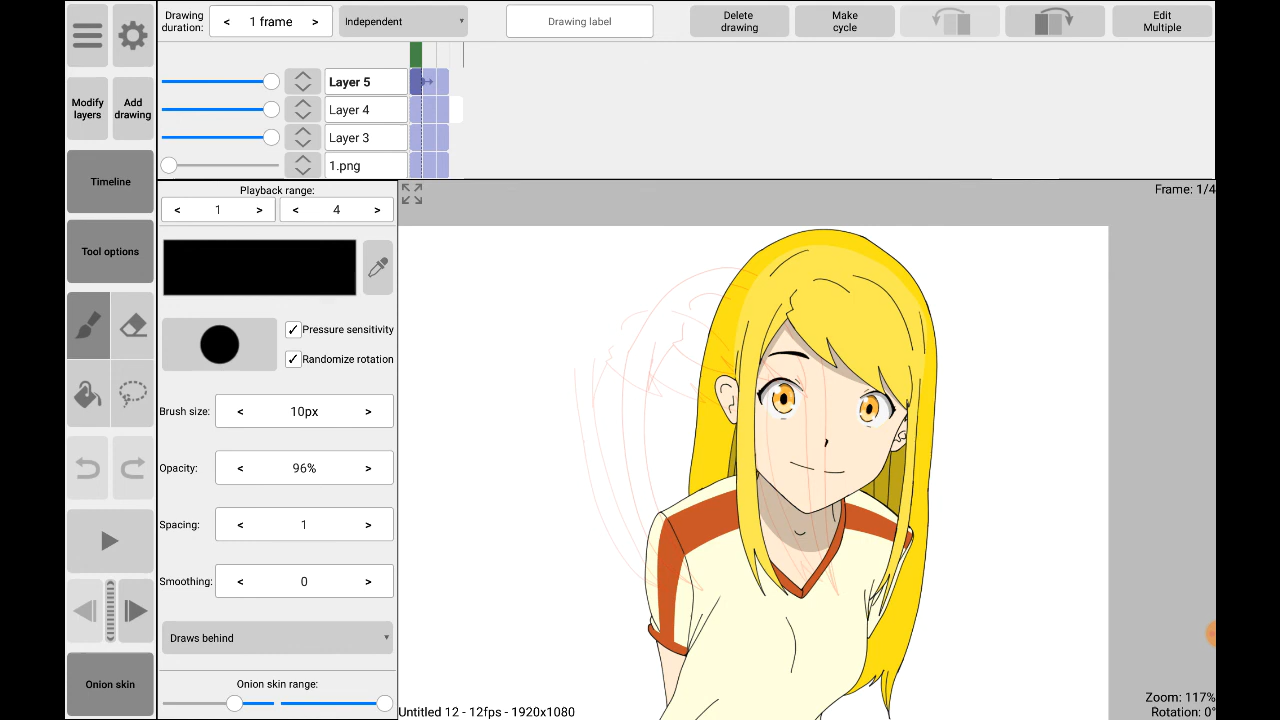 Drawing
duration:
< 1 frame >
Independent
Drawing label
Delete
drawing
Make
cycle
Edit
Multiple
Modify
layers
Add
drawing
Layer 5
Layer 4
Layer 3
1.png
Timeline
Tool options
Playback range:
< 1 >
< 4 >
Frame: 1/4
Pressure sensitivity
Randomize rotation
Brush size:
< 10px >
Opacity:
< 96% >
Spacing:
< 1 >
Smoothing:
< 0 >
Draws behind
Onion skin
Onion skin range:
Untitled 12 - 12fps - 1920x1080
Zoom: 117%
Rotation: 0°